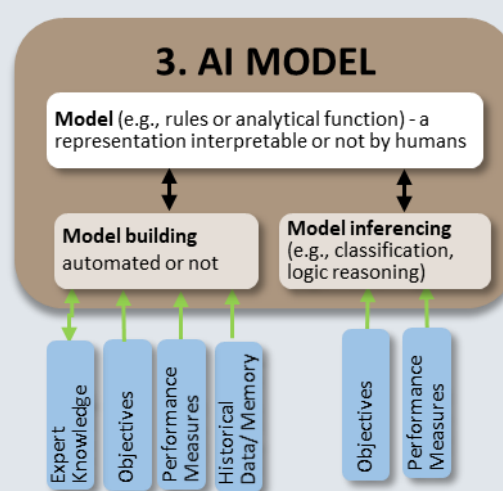 3. AI MODEL
Model (e.g., rules or analytical function) - a
representation interpretable or not by humans
Model building
automated or not
Model inferencing
(e.g., classification,
logic reasoning)
Expert
Knowledge
Objectives
Performance
Measures
Historical
Data/ Memory
Objectives
Performance
Measures